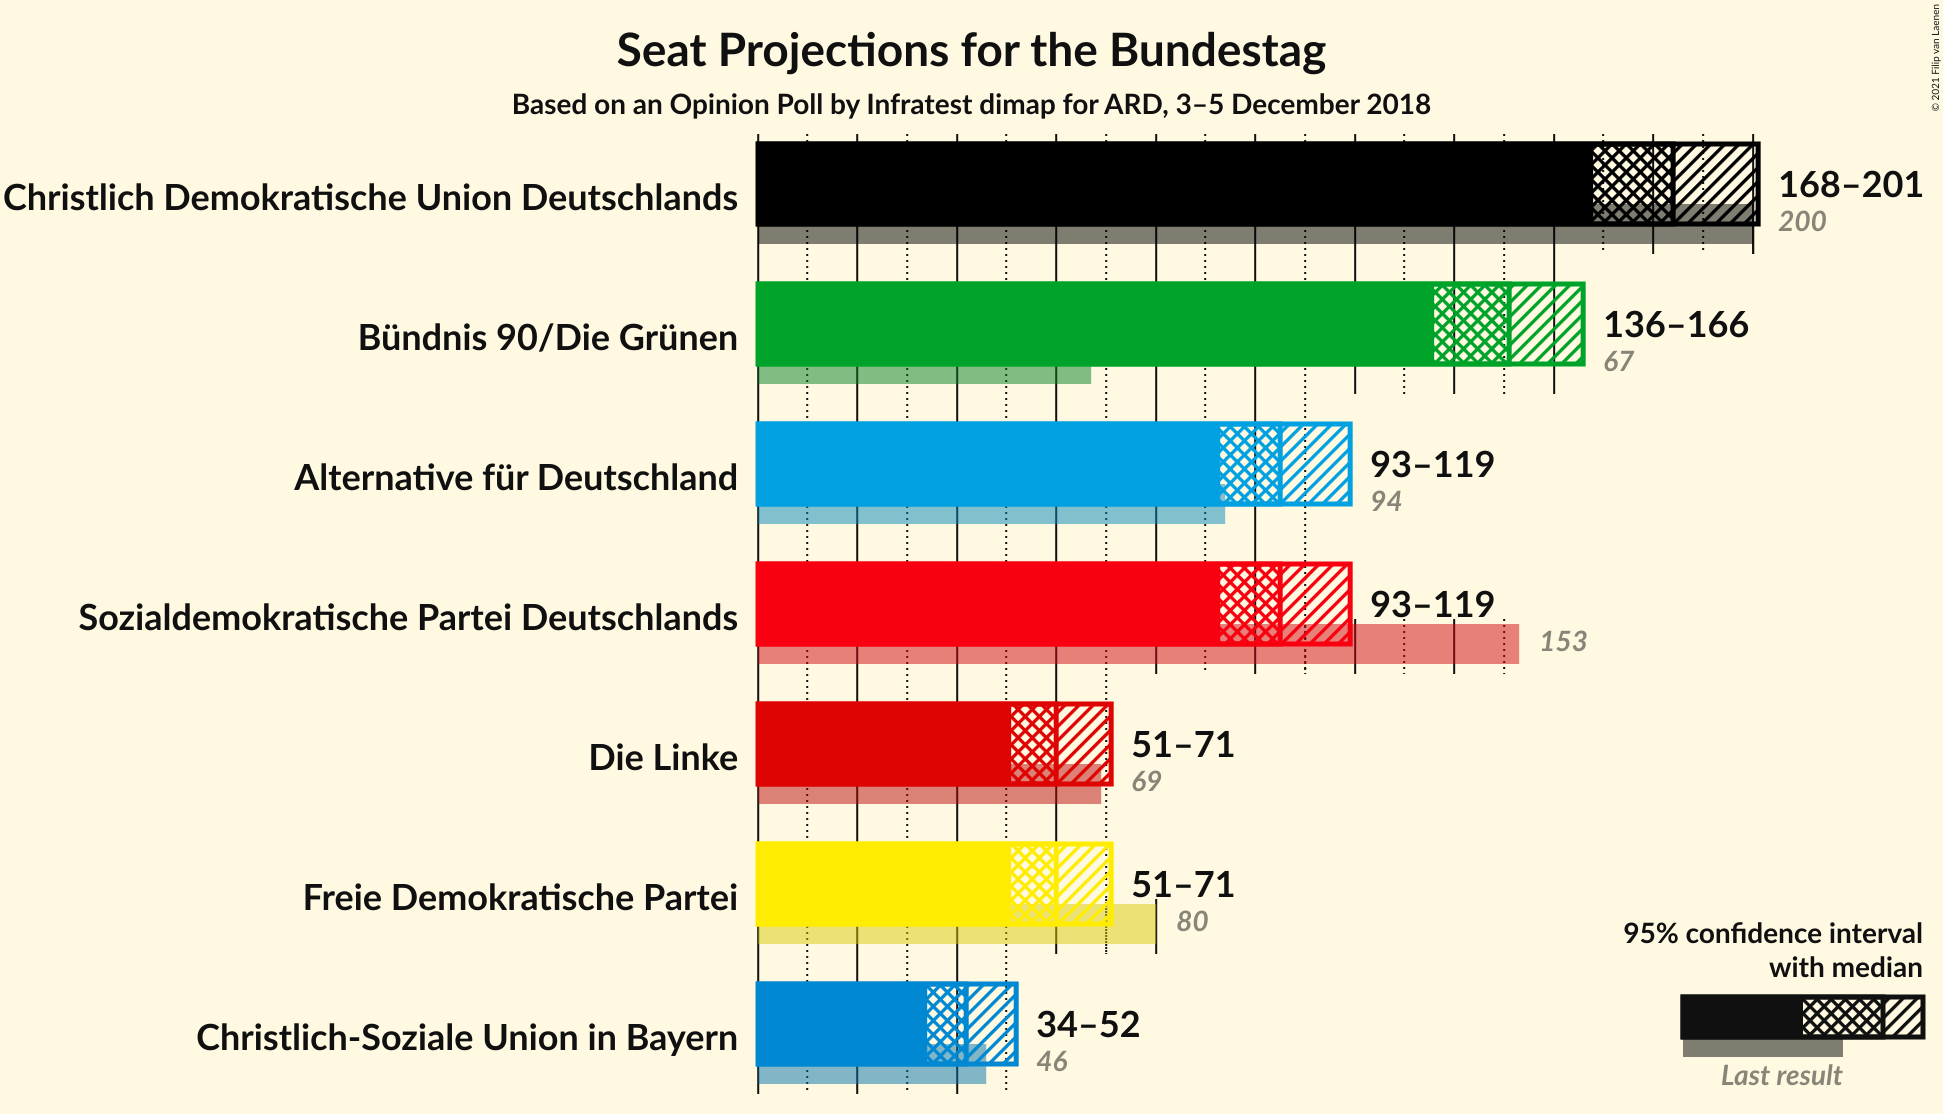 Seat Projections for the Bundestag
Based on an Opinion Poll by Infratest dimap for ARD, 3–5 December 2018
© 2021 Filip van Laenen
Christlich Demokratische Union Deutschlands
168–201
200
Bündnis 90/Die Grünen
136–166
67
Alternative für Deutschland
93–119
94
Sozialdemokratische Partei Deutschlands
93–119
153
Die Linke
51–71
69
Freie Demokratische Partei
51–71
80
Christlich-Soziale Union in Bayern
34–52
46
95% confidence interval
with median
Last result